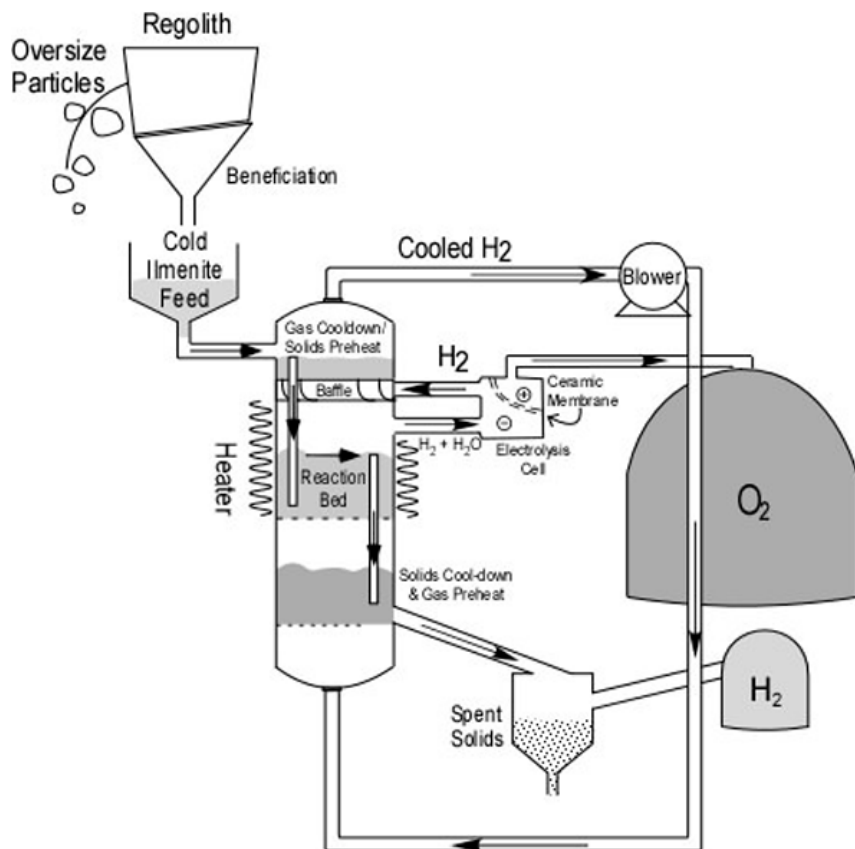 Regolith
Oversize
Particles
Beneficiation
Cold
Ilmenite
Feed
Cooled H2
Blower
Gas Cooldown/
Solids Preheat
H2
Baffle
Ceramic
Membrane
+
-
H2 + H2O
Electrolysis
Cell
Heater
Reaction
Bed
O2
Solids Cool-down
& Gas Preheat
H2
Spent
Solids